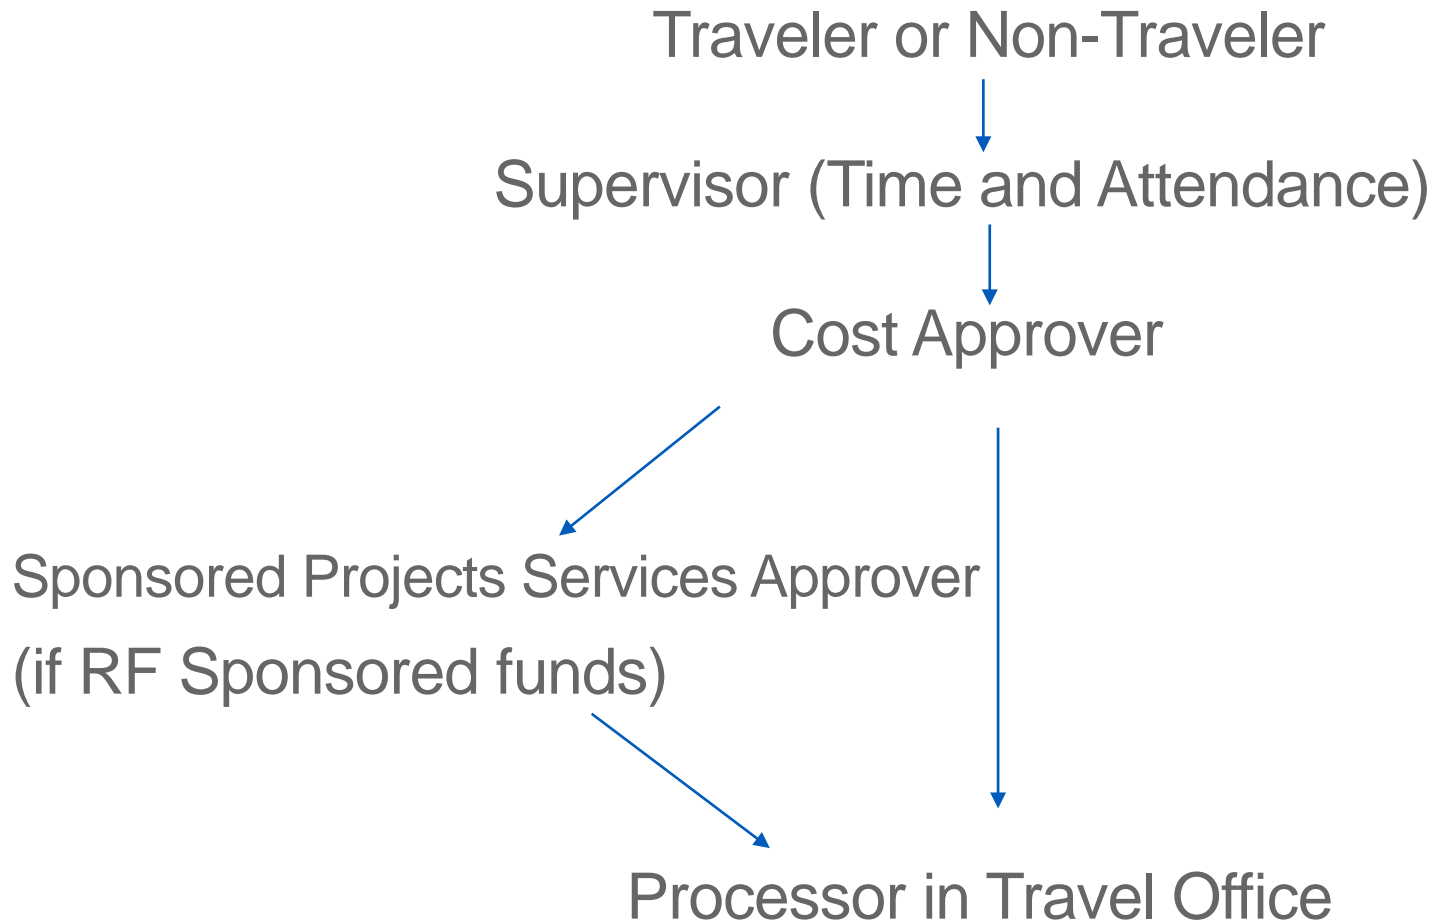 Traveler or Non-Traveler
Supervisor (Time and Attendance)
Cost Approver
Sponsored Projects Services Approver
(if RF Sponsored funds)
Processor in Travel Office